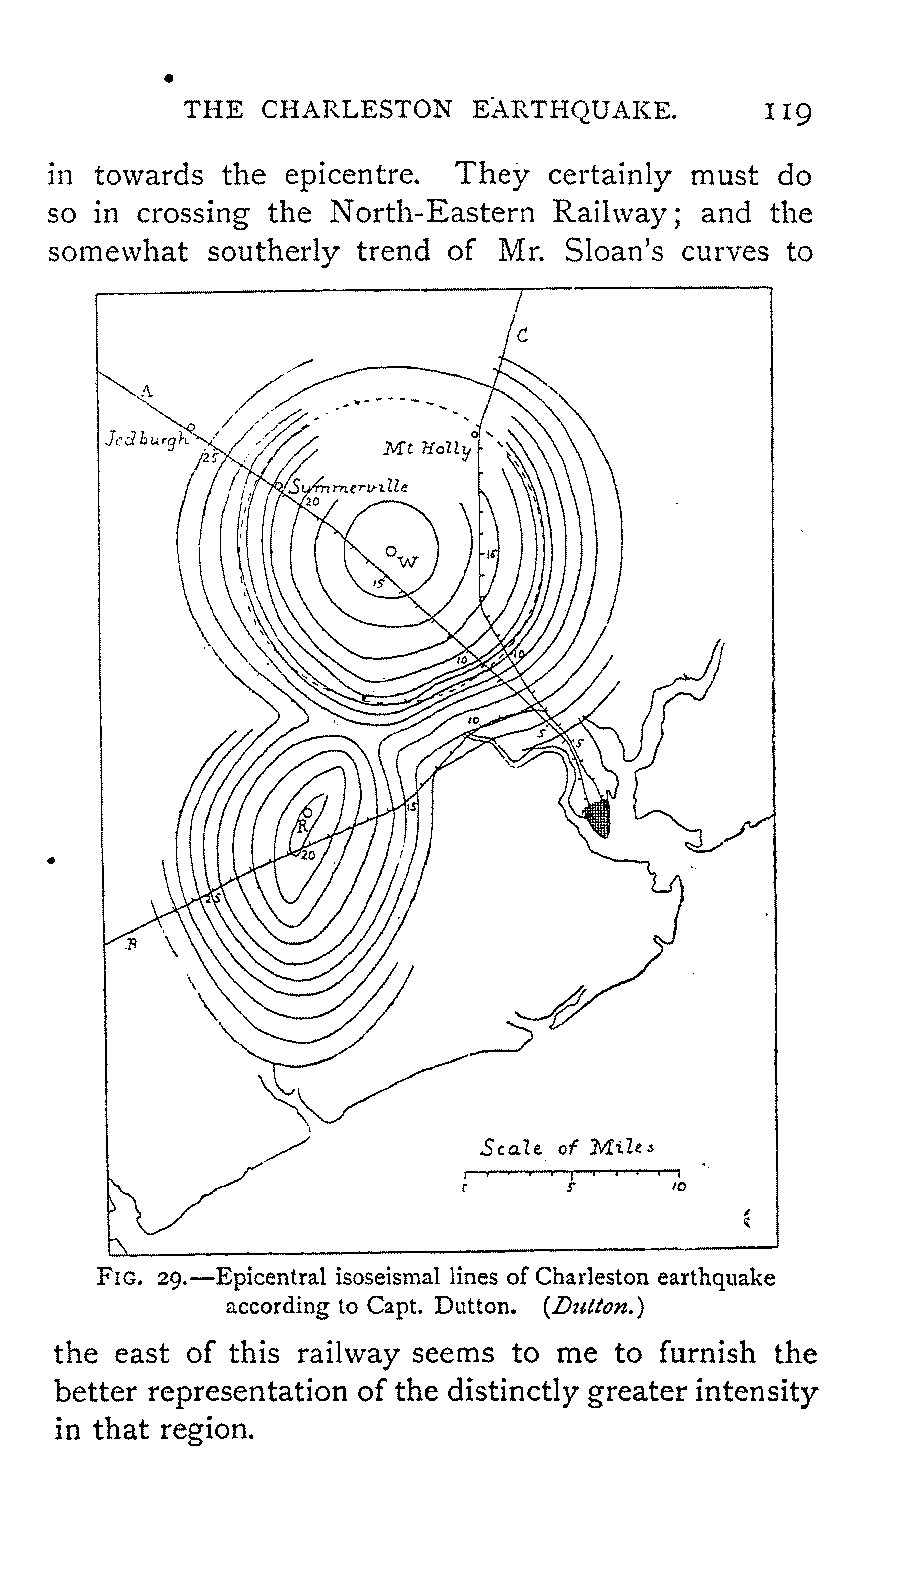 THE CHARLESTON EARTHQUAKE. 119
in towards the epicentre. They certainly must do
so in crossing the North-Eastern Railway; and the
somewhat southerly trend of Mr. Sloan's curves to
C
A
Jedburgh
25
Mt Holly
Summerville
20
W
15
15
10
10
10
5
5
15
R
20
25
B
Scale of Miles
5
10
FIG. 29.—Epicentral isoseismal lines of Charleston earthquake
according to Capt. Dutton. (Dutton.)
the east of this railway seems to me to furnish the
better representation of the distinctly greater intensity
in that region.